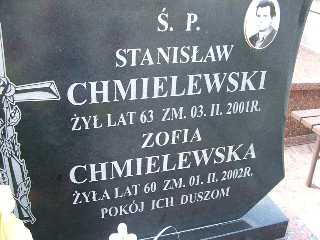 Ś. P.
STANISŁAW
CHMIELEWSKI
ŻYŁ LAT 63 ZM. 03. II. 2001R.
ZOFIA
CHMIELEWSKA
ŻYŁA LAT 60 ZM. 01. II. 2002R.
POKÓJ ICH DUSZOM